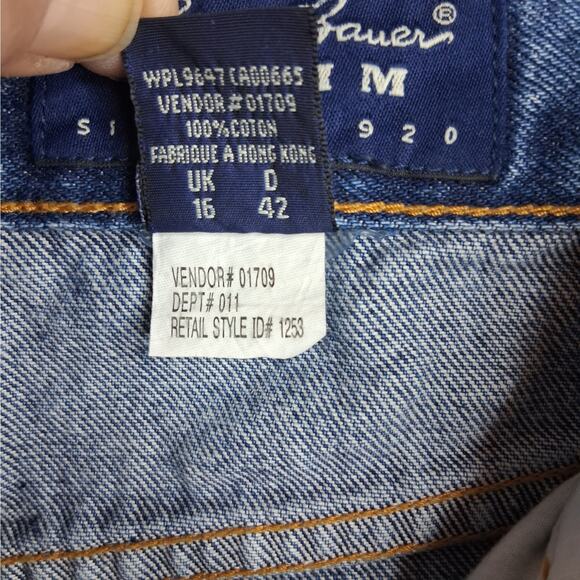 Bauer®
M
S 920
WPL9647 CA00665
VENDOR # 01709
100% COTON
FABRIQUE A HONG KONG
UK D
16 42
VENDOR# 01709
DEPT# 011
RETAIL STYLE ID# 1253